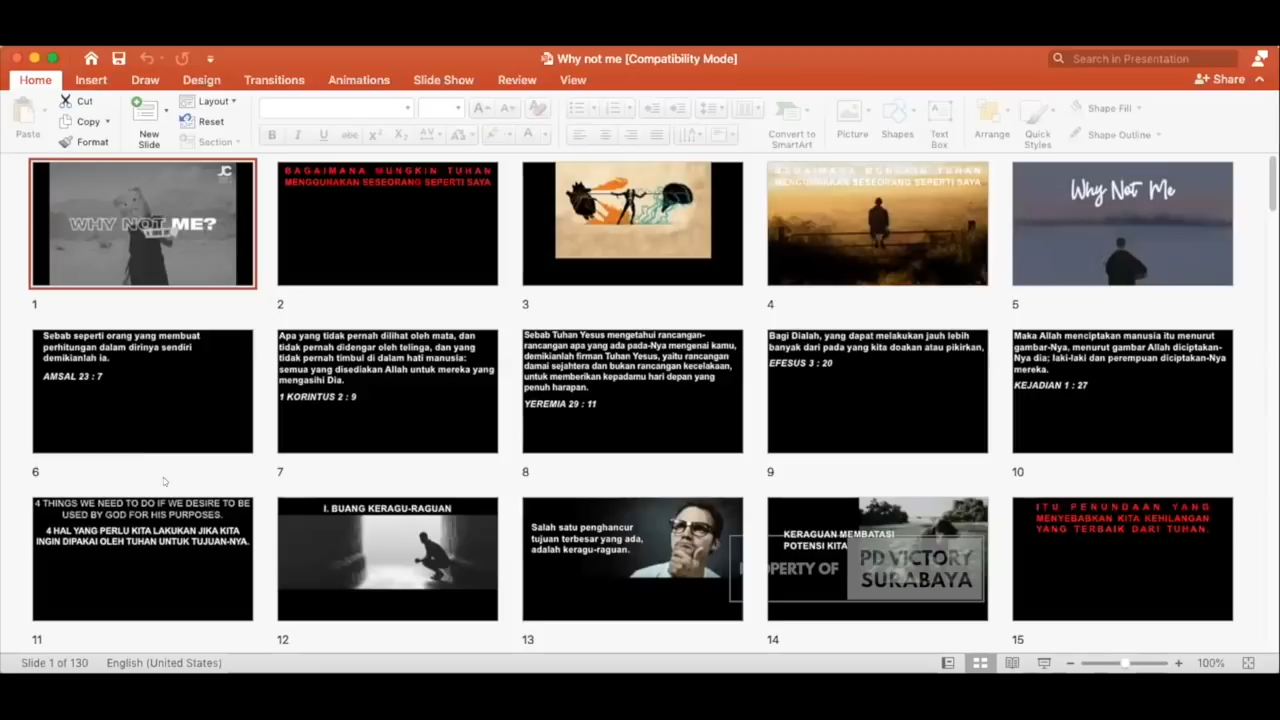 Why not me [Compatibility Mode]
Search in Presentation
Home
Insert
Draw
Design
Transitions
Animations
Slide Show
Review
View
Share
Paste
Cut
Copy
Format
New
Slide
Layout
Reset
Section
Convert to
SmartArt
Picture
Shapes
Text
Box
Arrange
Quick
Styles
Shape Fill
Shape Outline
JC
WHY NOT ME?
1
BAGAIMANA MUNGKIN TUHAN
MENGGUNAKAN SESEORANG SEPERTI SAYA
2
3
BAGAIMANA MUNGKIN TUHAN
MENGGUNAKAN SESEORANG SEPERTI SAYA
4
Why Not Me
5
Sebab seperti orang yang membuat
perhitungan dalam dirinya sendiri
demikianlah ia.
AMSAL 23 : 7
6
Apa yang tidak pernah dilihat oleh mata, dan
tidak pernah didengar oleh telinga, dan yang
tidak pernah timbul di dalam hati manusia:
semua yang disediakan Allah untuk mereka yang
mengasihi Dia.
1 KORINTUS 2 : 9
7
Sebab Tuhan Yesus mengetahui rancangan-
rancangan apa yang ada pada-Nya mengenai kamu,
demikianlah firman Tuhan Yesus, yaitu rancangan
damai sejahtera dan bukan rancangan kecelakaan,
untuk memberikan kepadamu hari depan yang
penuh harapan.
YEREMIA 29 : 11
8
Bagi Dialah, yang dapat melakukan jauh lebih
banyak dari pada yang kita doakan atau pikirkan,
EFESUS 3 : 20
9
Maka Allah menciptakan manusia itu menurut
gambar-Nya, menurut gambar Allah diciptakan-
Nya dia; laki-laki dan perempuan diciptakan-Nya
mereka.
KEJADIAN 1 : 27
10
4 THINGS WE NEED TO DO IF WE DESIRE TO BE
USED BY GOD FOR HIS PURPOSES.
4 HAL YANG PERLU KITA LAKUKAN JIKA KITA
INGIN DIPAKAI OLEH TUHAN UNTUK TUJUAN-NYA.
11
I. BUANG KERAGU-RAGUAN
12
Salah satu penghancur
tujuan terbesar yang ada,
adalah keragu-raguan.
13
KERAGUAN MEMBATASI
POTENSI KITA
PROPERTY OF
PD VICTORY
SURABAYA
14
ITU PENUNDAAN YANG
MENYEBABKAN KITA KEHILANGAN
YANG TERBAIK DARI TUHAN.
15
Slide 1 of 130
English (United States)
100%